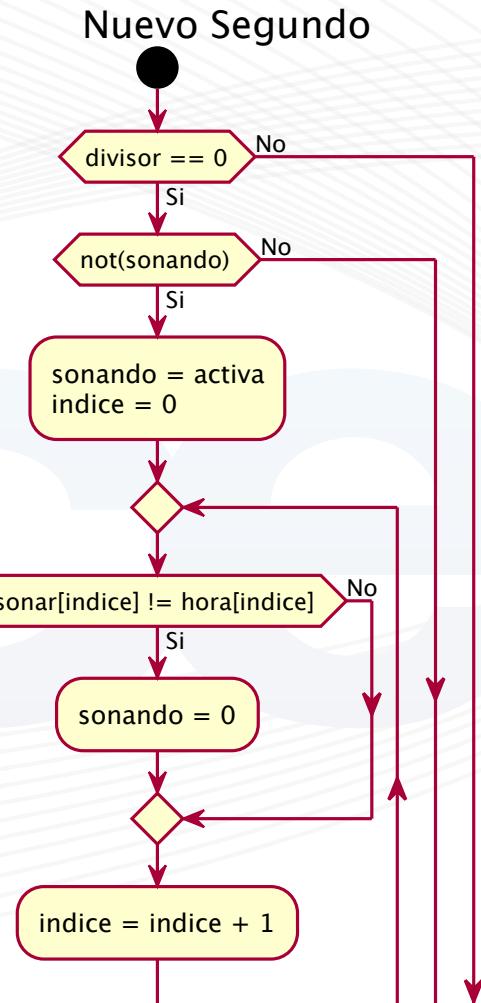 Nuevo Segundo
divisor == 0
No
Si
not(sonando)
No
Si
sonando = activa
indice = 0
sonar[indice] != hora[indice]
No
Si
sonando = 0
indice = indice + 1